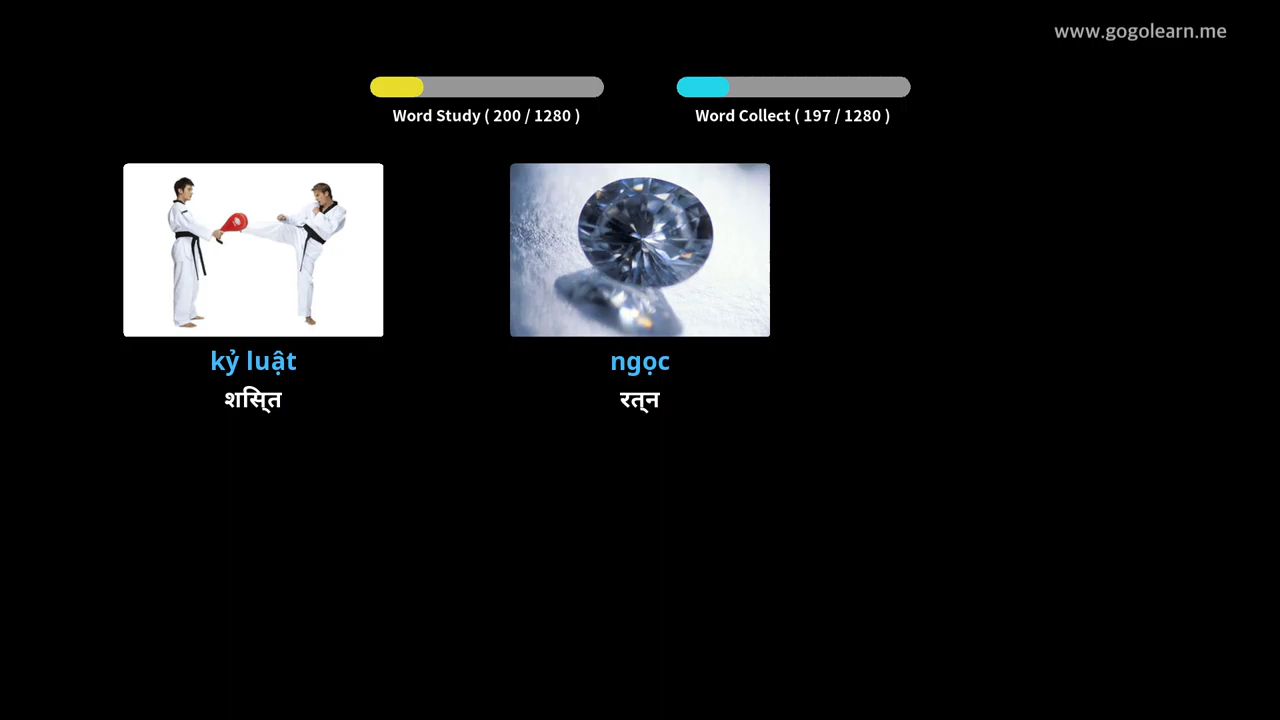 www.gogolearn.me
Word Study ( 200 / 1280 )
Word Collect ( 197 / 1280 )
kỷ luật
ngọc
शसि्त
रत्न